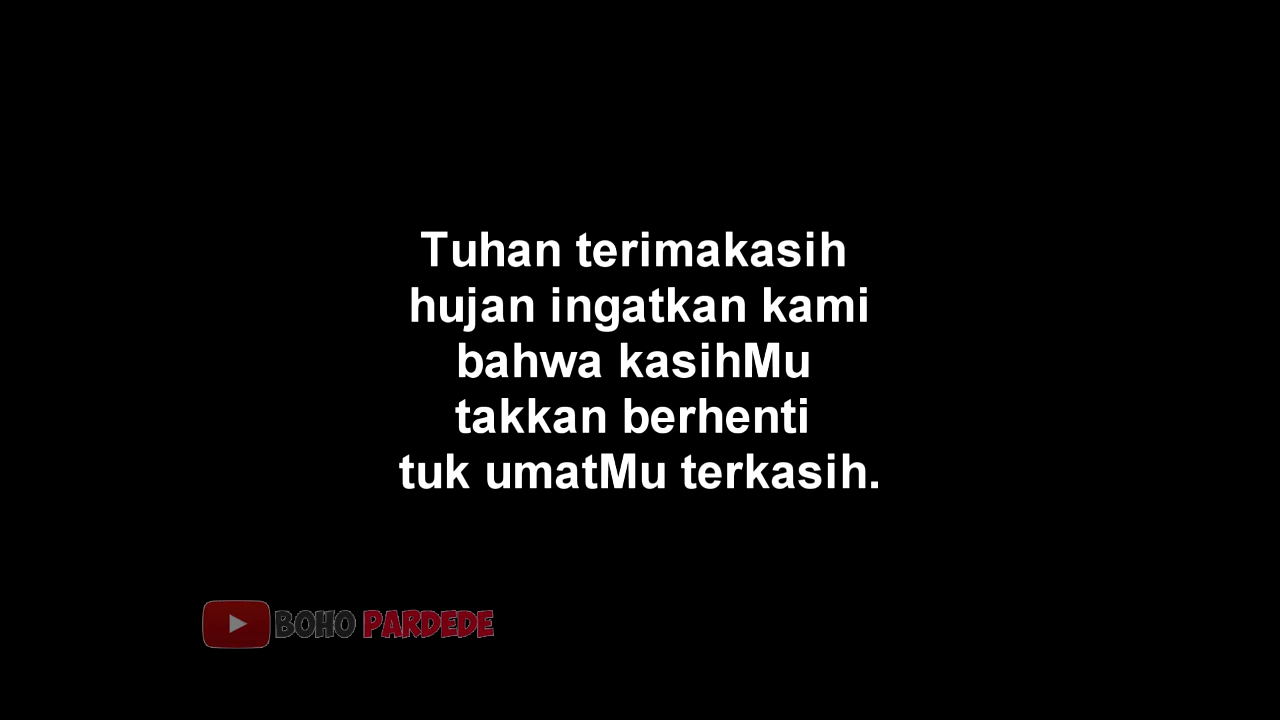 Tuhan terimakasih
hujan ingatkan kami
bahwa kasihMu
takkan berhenti
tuk umatMu terkasih.
BOHO PARDEDE